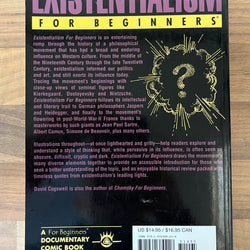 EXISTENTIALISM
FOR BEGINNERS®
Existentialism For Beginners is an entertaining
romp through the history of a philosophical
movement that has had a broad and enduring
influence on Western culture. From the middle of
the Nineteenth Century through the late Twentieth
Century, existentialism informed our politics
and art, and still exerts its influence today.
Tracing the movement's beginnings with
close-up views of seminal figures like
Kierkegaard, Dostoyevsky and Nietzsche,
Existentialism For Beginners follows its intellectual
and literary trail to German philosophers Jaspers
and Heidegger, and finally to the movement's
flowering in post-World-War II France thanks to
masterworks by such giants as Jean Paul Sartre,
Albert Camus, Simone de Beauvoir, plus many others.
Illustrations throughout—at once lighthearted and gritty—help readers explore and
understand a style of thinking that, while pervasive in its influence, is often seen as
obscure, difficult, cryptic and dark. Existentialism For Beginners draws the movement's
many diverse elements together to provide an accessible introduction for those who
seek a better understanding of the topic, and an enjoyable historical review packed with
timeless quotes from existentialism's leading lights.
David Cogswell is also the author of Chomsky For Beginners.
A For Beginners®
DOCUMENTARY
COMIC BOOK
US $14.95 / $16.95 CAN